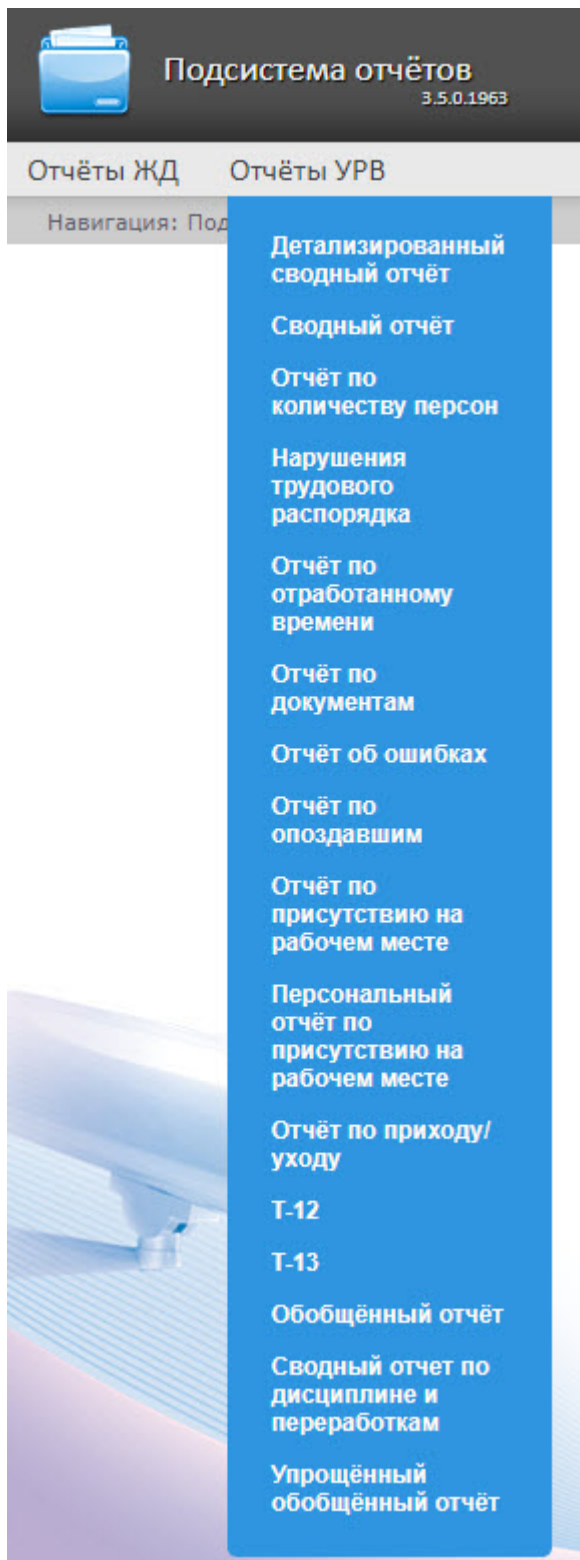 Подсистема отчётов
3.5.0.1963
Отчёты ЖД Отчёты УРВ
Навигация:
Детализированный
сводный отчёт
Сводный отчёт
Отчёт по
количеству персон
Нарушения
трудового
распорядка
Отчёт по
отработанному
времени
Отчёт по
документам
Отчёт об ошибках
Отчёт по
опоздавшим
Отчёт по
присутствию на
рабочем месте
Персональный
отчёт по
присутствию на
рабочем месте
Отчёт по приходу/
уходу
Т-12
Т-13
Обобщённый отчёт
Сводный отчет по
дисциплине и
переработкам
Упрощённый
обобщённый отчёт